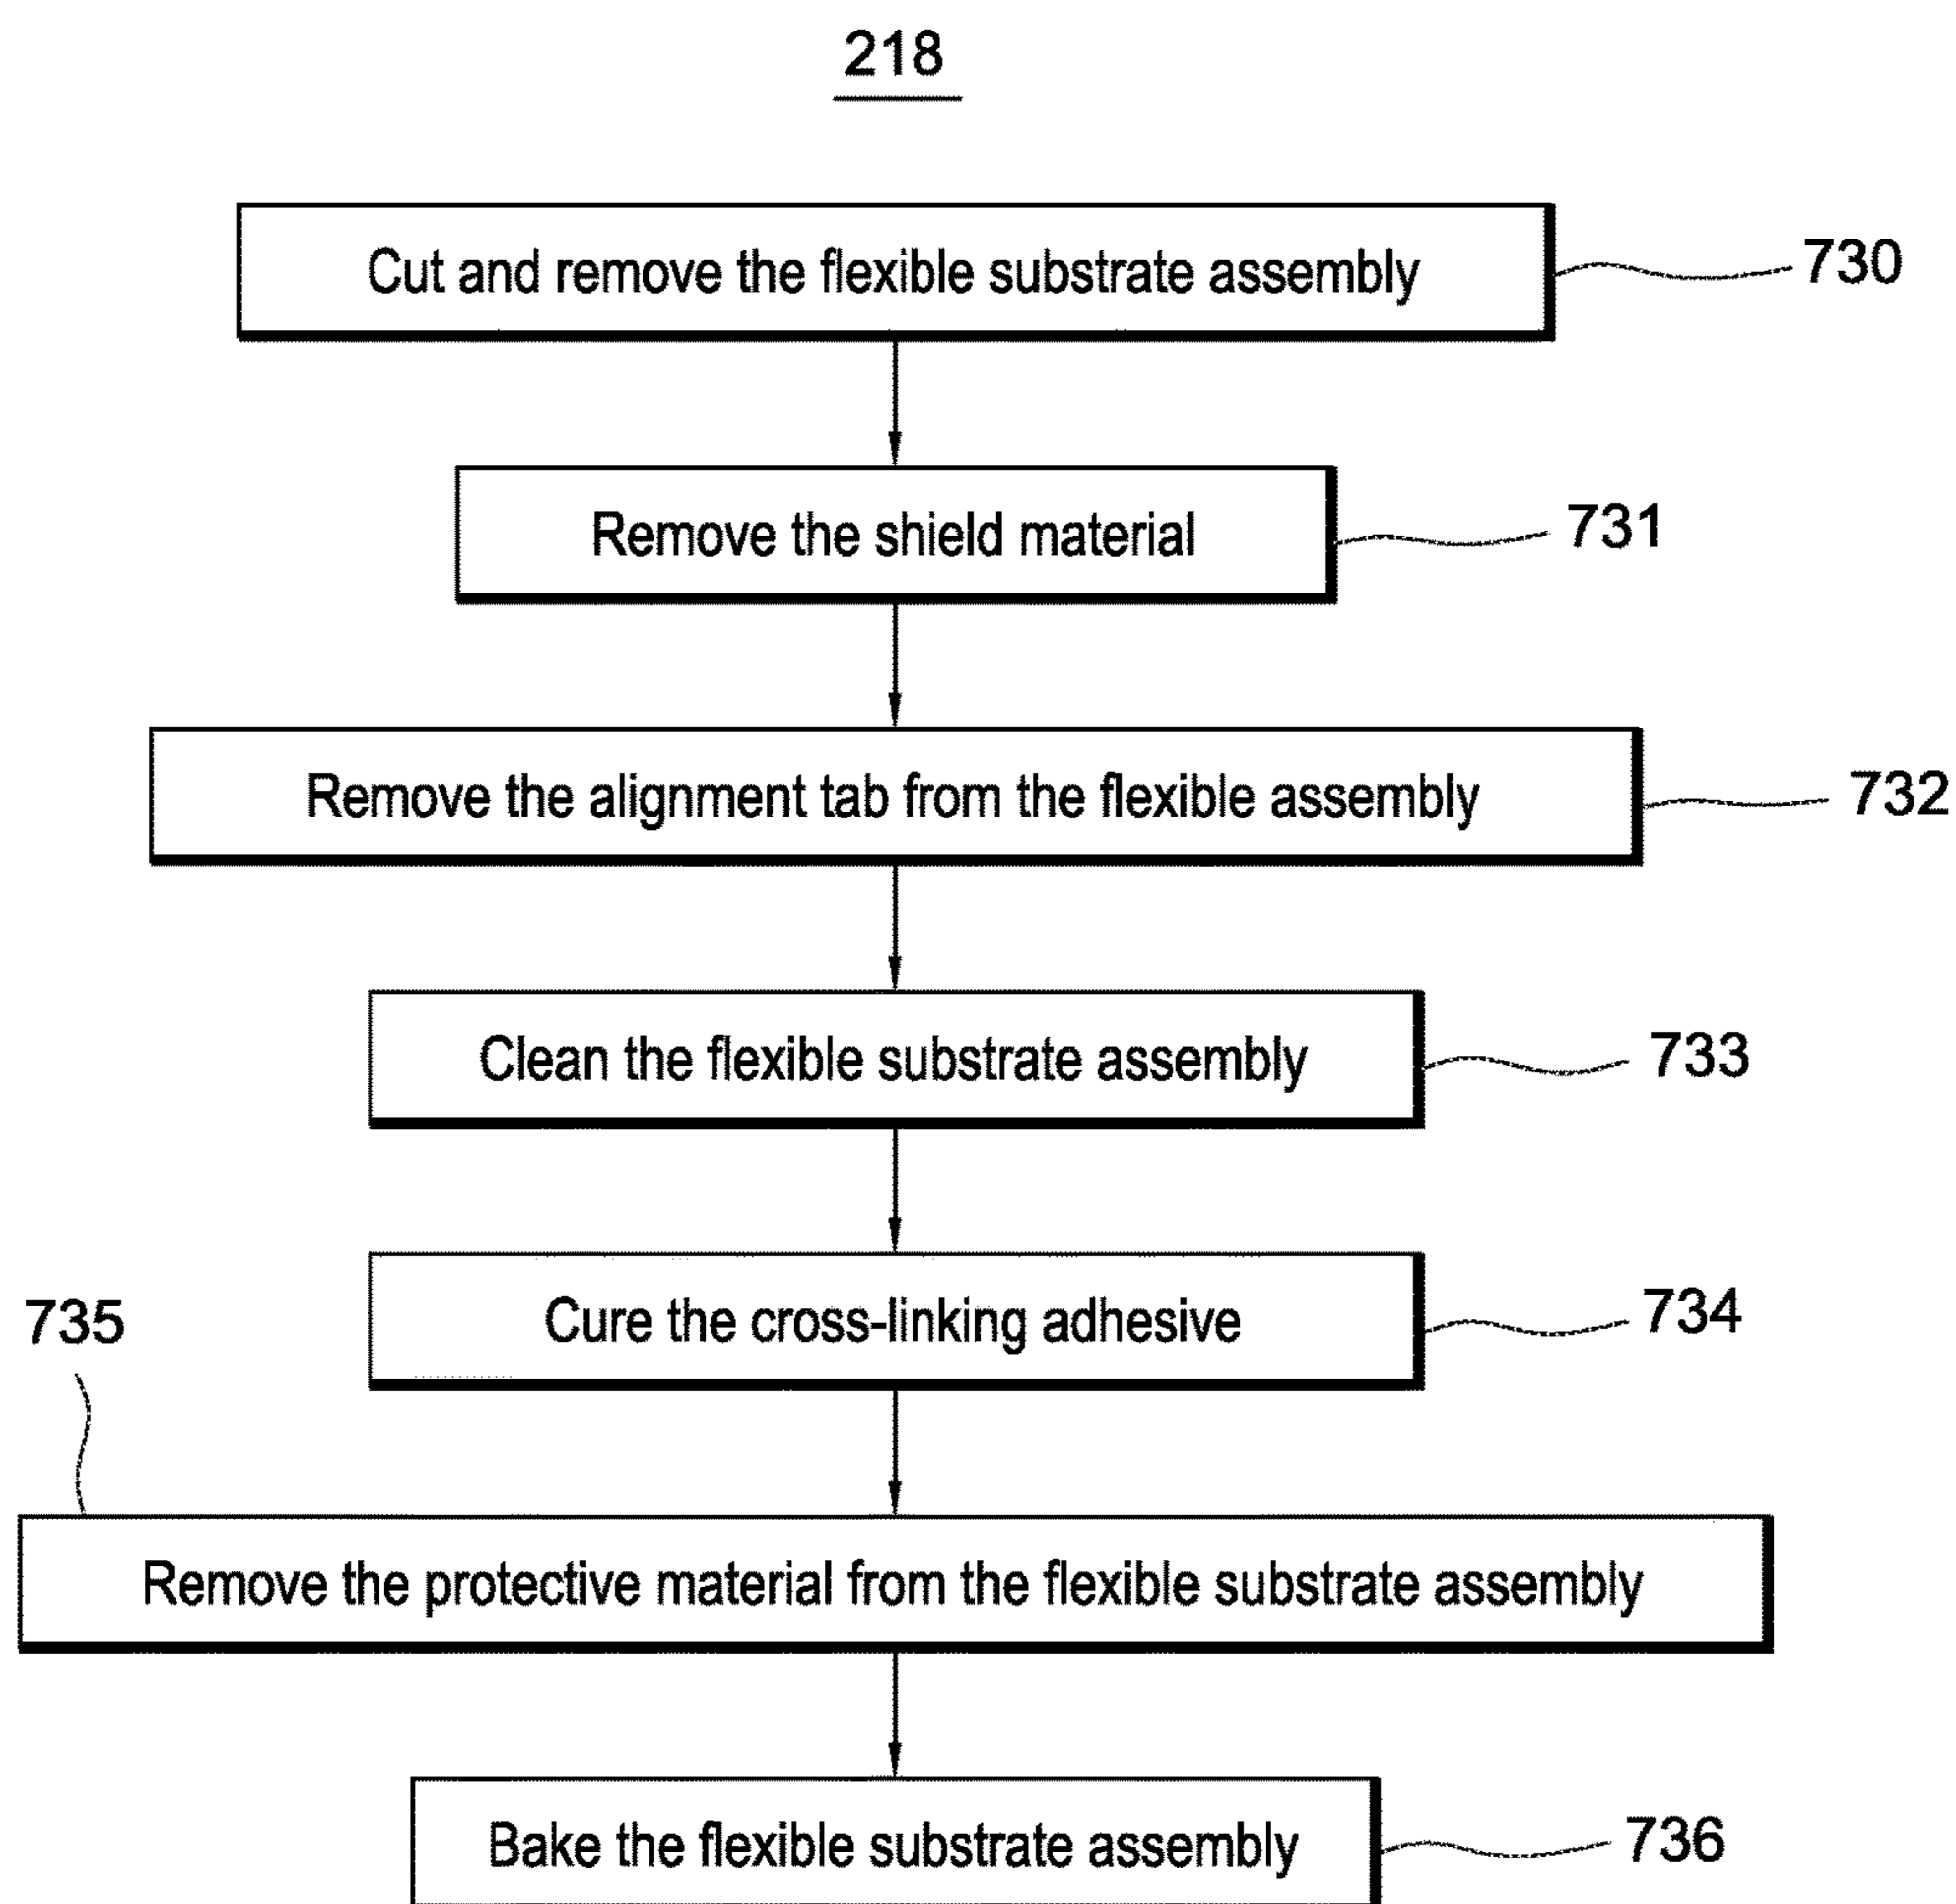 218
Cut and remove the flexible substrate assembly
730
Remove the shield material
731
Remove the alignment tab from the flexible assembly
732
Clean the flexible substrate assembly
733
Cure the cross-linking adhesive
734
735
Remove the protective material from the flexible substrate assembly
Bake the flexible substrate assembly
736